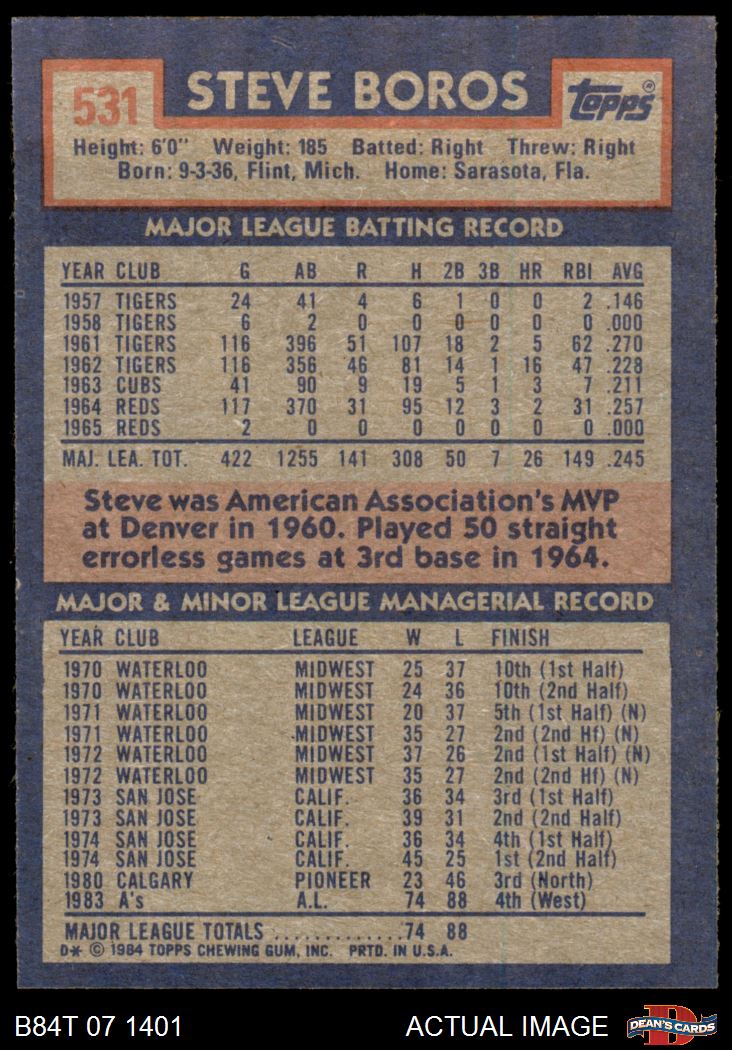 531 STEVE BOROS Topps®
Height: 6'0" Weight: 185 Batted: Right Threw: Right
Born: 9-3-36, Flint, Mich. Home: Sarasota, Fla.
MAJOR LEAGUE BATTING RECORD
YEAR CLUB G AB R H 2B 3B HR RBI AVG
1957 TIGERS 24 41 4 6 1 0 0 2 .146
1958 TIGERS 6 2 0 0 0 0 0 0 .000
1961 TIGERS 116 396 51 107 18 2 5 62 .270
1962 TIGERS 116 356 46 81 14 1 16 47 .228
1963 CUBS 41 90 9 19 5 1 3 7 .211
1964 REDS 117 370 31 95 12 3 2 31 .257
1965 REDS 2 0 0 0 0 0 0 0 .000
MAJ. LEA. TOT. 422 1255 141 308 50 7 26 149 .245
Steve was American Association's MVP
at Denver in 1960. Played 50 straight
errorless games at 3rd base in 1964.
MAJOR & MINOR LEAGUE MANAGERIAL RECORD
YEAR CLUB LEAGUE W L FINISH
1970 WATERLOO MIDWEST 25 37 10th (1st Half)
1970 WATERLOO MIDWEST 24 36 10th (2nd Half)
1971 WATERLOO MIDWEST 20 37 5th (1st Half) (N)
1971 WATERLOO MIDWEST 35 27 2nd (2nd Hf) (N)
1972 WATERLOO MIDWEST 37 26 2nd (1st Half) (N)
1972 WATERLOO MIDWEST 35 27 2nd (2nd Hf) (N)
1973 SAN JOSE CALIF. 36 34 3rd (1st Half)
1973 SAN JOSE CALIF. 39 31 2nd (2nd Half)
1974 SAN JOSE CALIF. 36 34 4th (1st Half)
1974 SAN JOSE CALIF. 45 25 1st (2nd Half)
1980 CALGARY PIONEER 23 46 3rd (North)
1983 A's A.L. 74 88 4th (West)
MAJOR LEAGUE TOTALS .............74 88
D* © 1984 TOPPS CHEWING GUM, INC. PRTD. IN U.S.A.
B84T 07 1401 ACTUAL IMAGE D DEAN'S CARDS